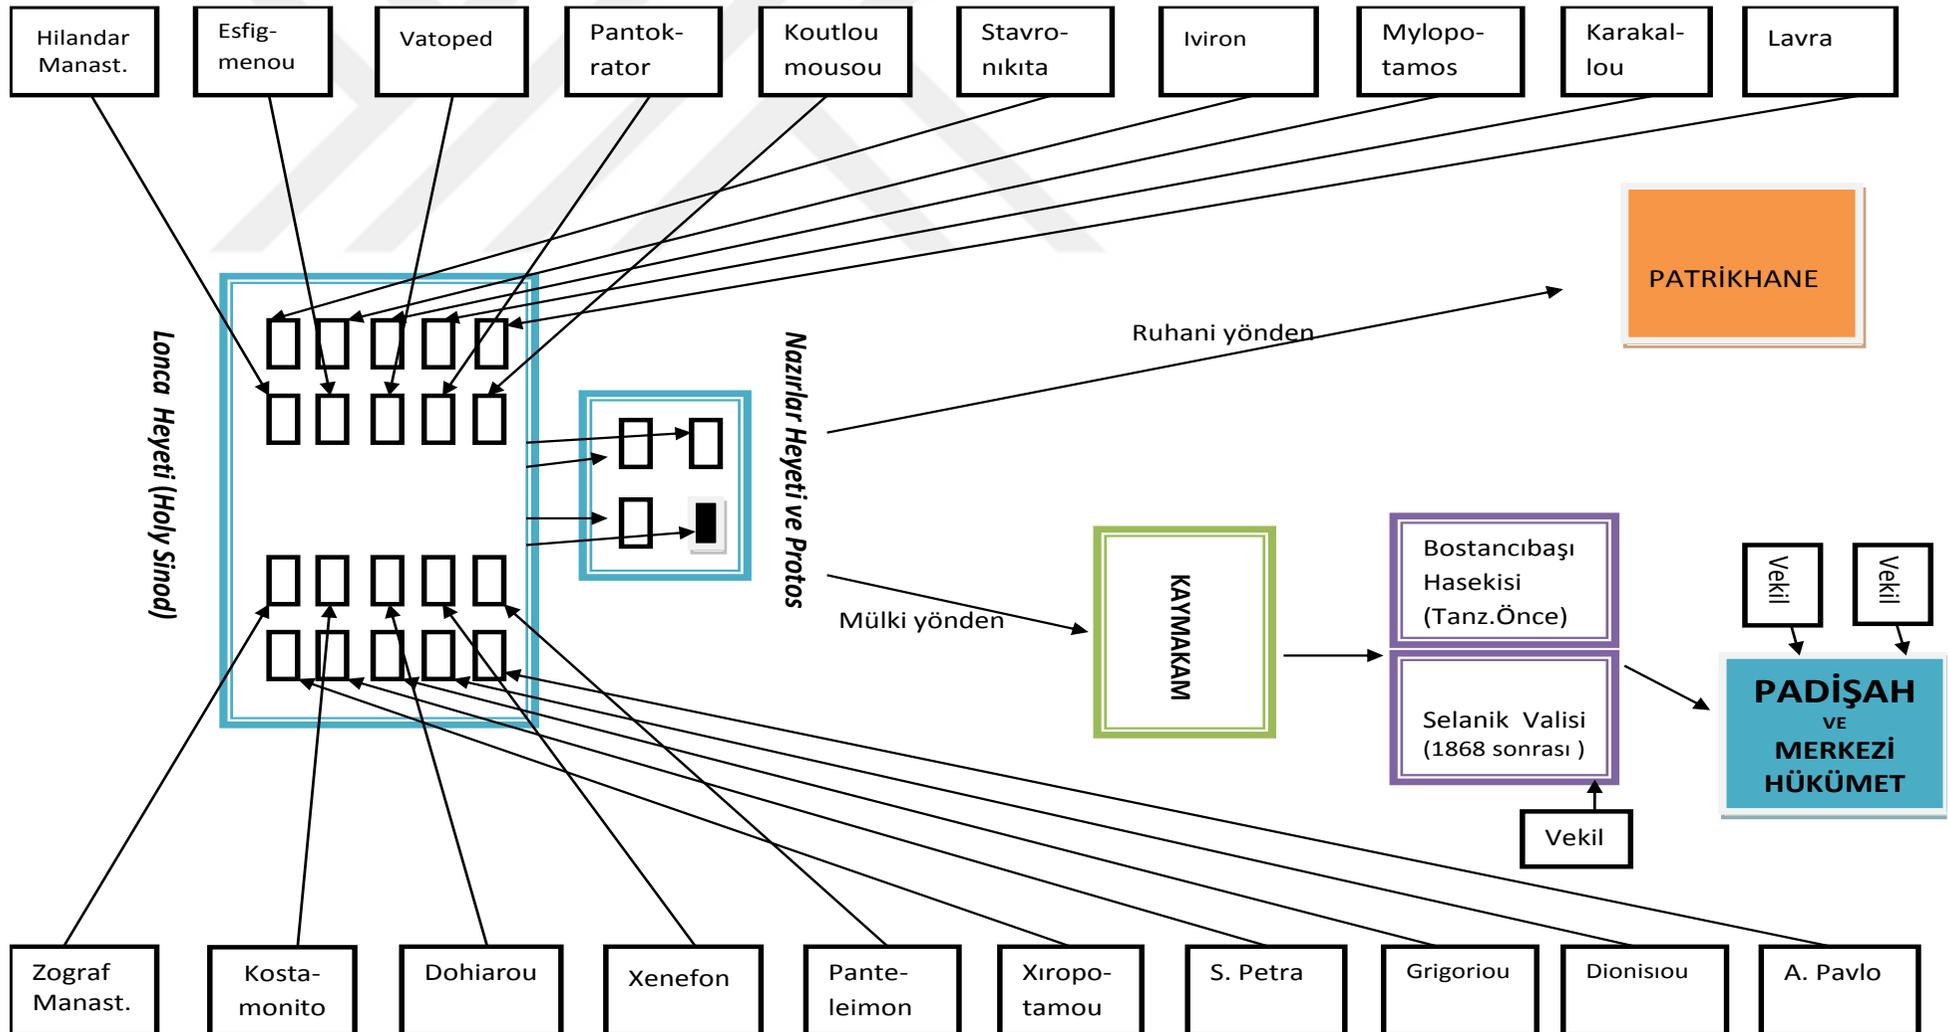 Hilandar
Manast.
Esfig-
menou
Vatoped
Pantok-
rator
Koutlou
mousou
Stavro-
nıkıta
Iviron
Mylopo-
tamos
Karakal-
lou
Lavra
PATRİKHANE
Ruhani yönden
Lonca Heyeti (Holy Sinod)
Nazırlar Heyeti ve Protos
Mülki yönden
KAYMAKAM
Bostancıbaşı
Hasekisi
(Tanz.Önce)
Selanik Valisi
(1868 sonrası )
Vekil
Vekil
Vekil
PADİŞAH
VE
MERKEZİ
HÜKÜMET
Zograf
Manast.
Kosta-
monito
Dohiarou
Xenefon
Pante-
leimon
Xıropo-
tamou
S. Petra
Grigoriou
Dionisıou
A. Pavlo